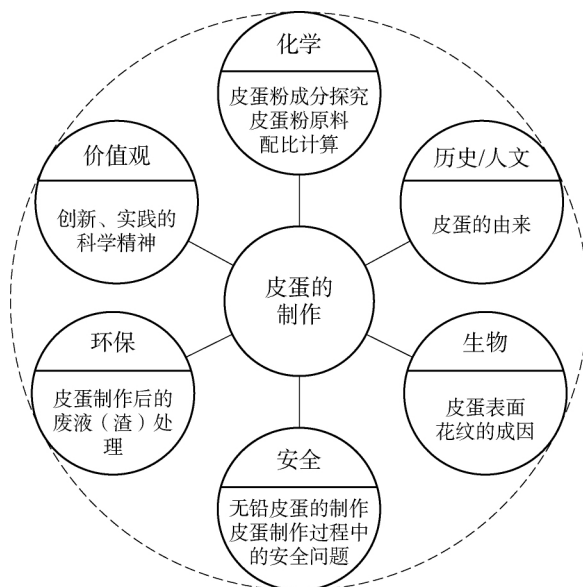 化学
皮蛋粉成分探究
皮蛋粉原料
配比计算
价值观
创新、实践的
科学精神
历史/人文
皮蛋的由来
皮蛋的
制作
环保
皮蛋制作后的
废液（渣）处
理
生物
皮蛋表面
花纹的成因
安全
无铅皮蛋的制作
皮蛋制作过程中
的安全问题